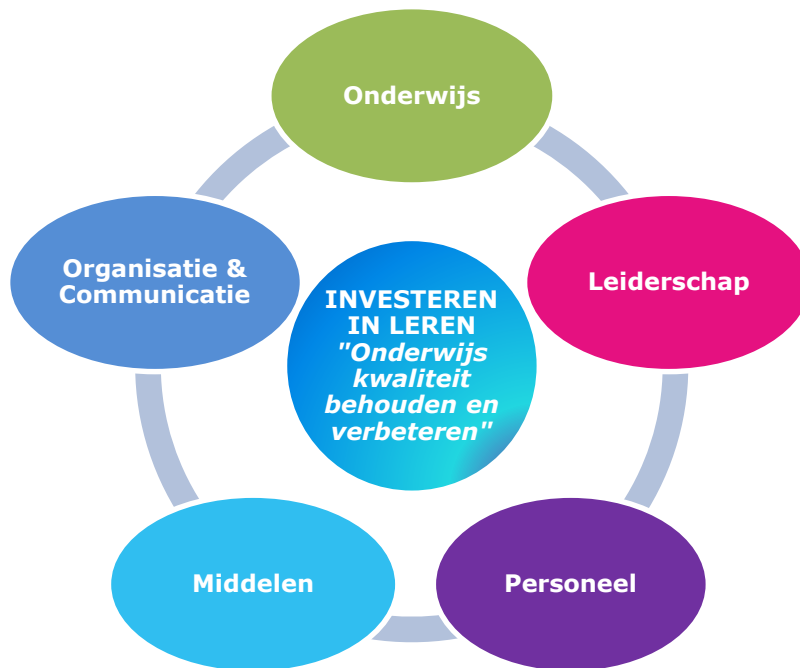 Onderwijs
Organisatie &
Communicatie
Leiderschap
INVESTEREN
IN LEREN
"Onderwijs
kwaliteit
behouden en
verbeteren"
Middelen
Personeel